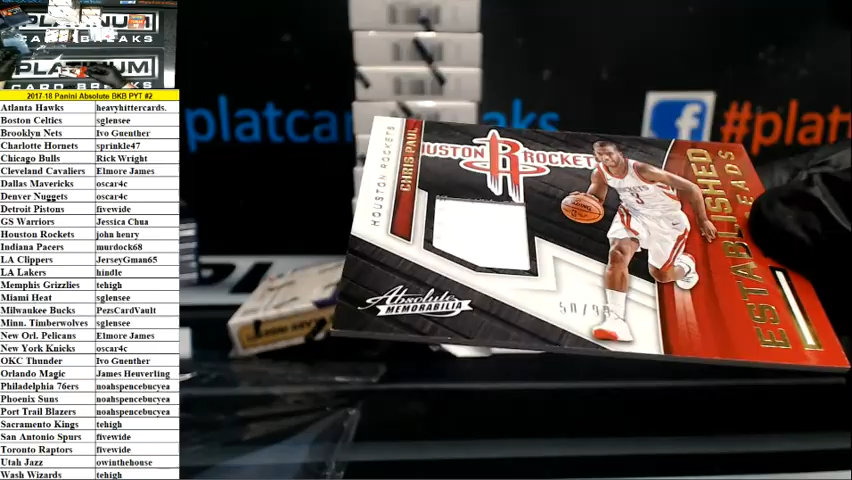 PLATINUM
CARD BREAKS
PLATINUM
CARD BREAKS
2017-18 Panini Absolute BKB PYT #2
Atlanta Hawks heavyhittercards.
Boston Celtics sglensee
Brooklyn Nets Ivo Guenther
Charlotte Hornets sprinkle47
Chicago Bulls Rick Wright
Cleveland Cavaliers Elmore James
Dallas Mavericks oscar4c
Denver Nuggets oscar4c
Detroit Pistons fivewide
GS Warriors Jessica Chua
Houston Rockets john henry
Indiana Pacers murdock68
LA Clippers JerseyGman65
LA Lakers hindle
Memphis Grizzlies tehigh
Miami Heat sglensee
Milwaukee Bucks PezsCardVault
Minn. Timberwolves sglensee
New Orl. Pelicans Elmore James
New York Knicks oscar4c
OKC Thunder Ivo Guenther
Orlando Magic James Heuverling
Philadelphia 76ers noahspencebucyea
Phoenix Suns noahspencebucyea
Port Trail Blazers noahspencebucyea
Sacramento Kings tehigh
San Antonio Spurs fivewide
Toronto Raptors fivewide
Utah Jazz owinthehouse
Wash Wizards tehigh
platcar aks
f #plati
HOUSTON ROCKETS
CHRIS PAUL
OUSTON R ROCKET
ROCKETS
3
ESTABLISHED
EADS
Absolute
MEMORABILIA